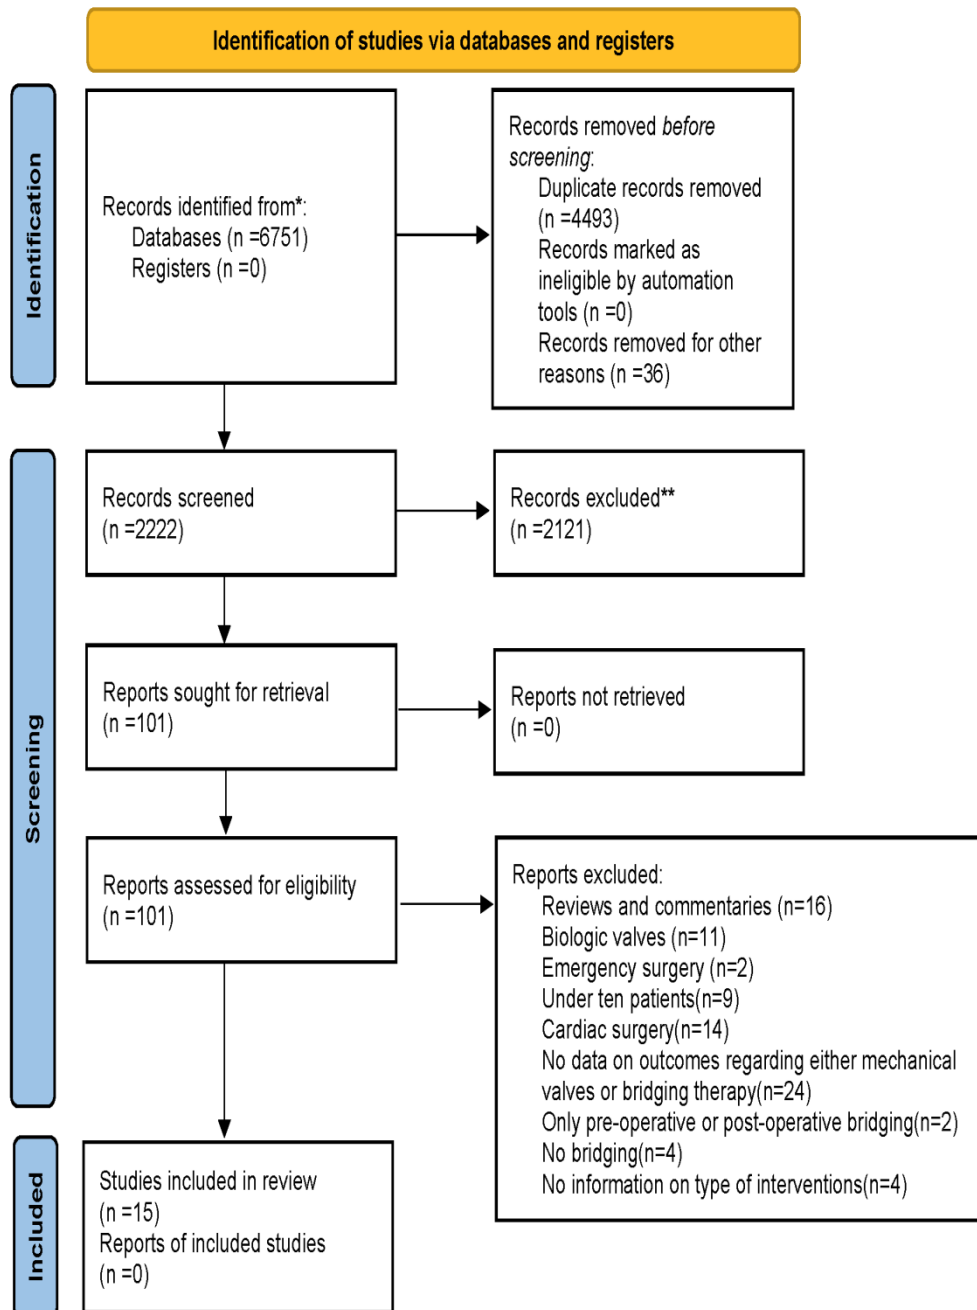 Identification of studies via databases and registers
Identification
Records identified from*:
Databases (n =6751)
Registers (n =0)
Records removed before
screening:
Duplicate records removed
(n =4493)
Records marked as
ineligible by automation
tools (n =0)
Records removed for other
reasons (n =36)
Screening
Records screened
(n =2222)
Records excluded**
(n =2121)
Reports sought for retrieval
(n =101)
Reports not retrieved
(n =0)
Reports assessed for eligibility
(n =101)
Reports excluded:
Reviews and commentaries (n=16)
Biologic valves (n=11)
Emergency surgery (n=2)
Under ten patients(n=9)
Cardiac surgery(n=14)
No data on outcomes regarding either mechanical
valves or bridging therapy(n=24)
Only pre-operative or post-operative bridging(n=2)
No bridging(n=4)
No information on type of interventions(n=4)
Included
Studies included in review
(n =15)
Reports of included studies
(n =0)